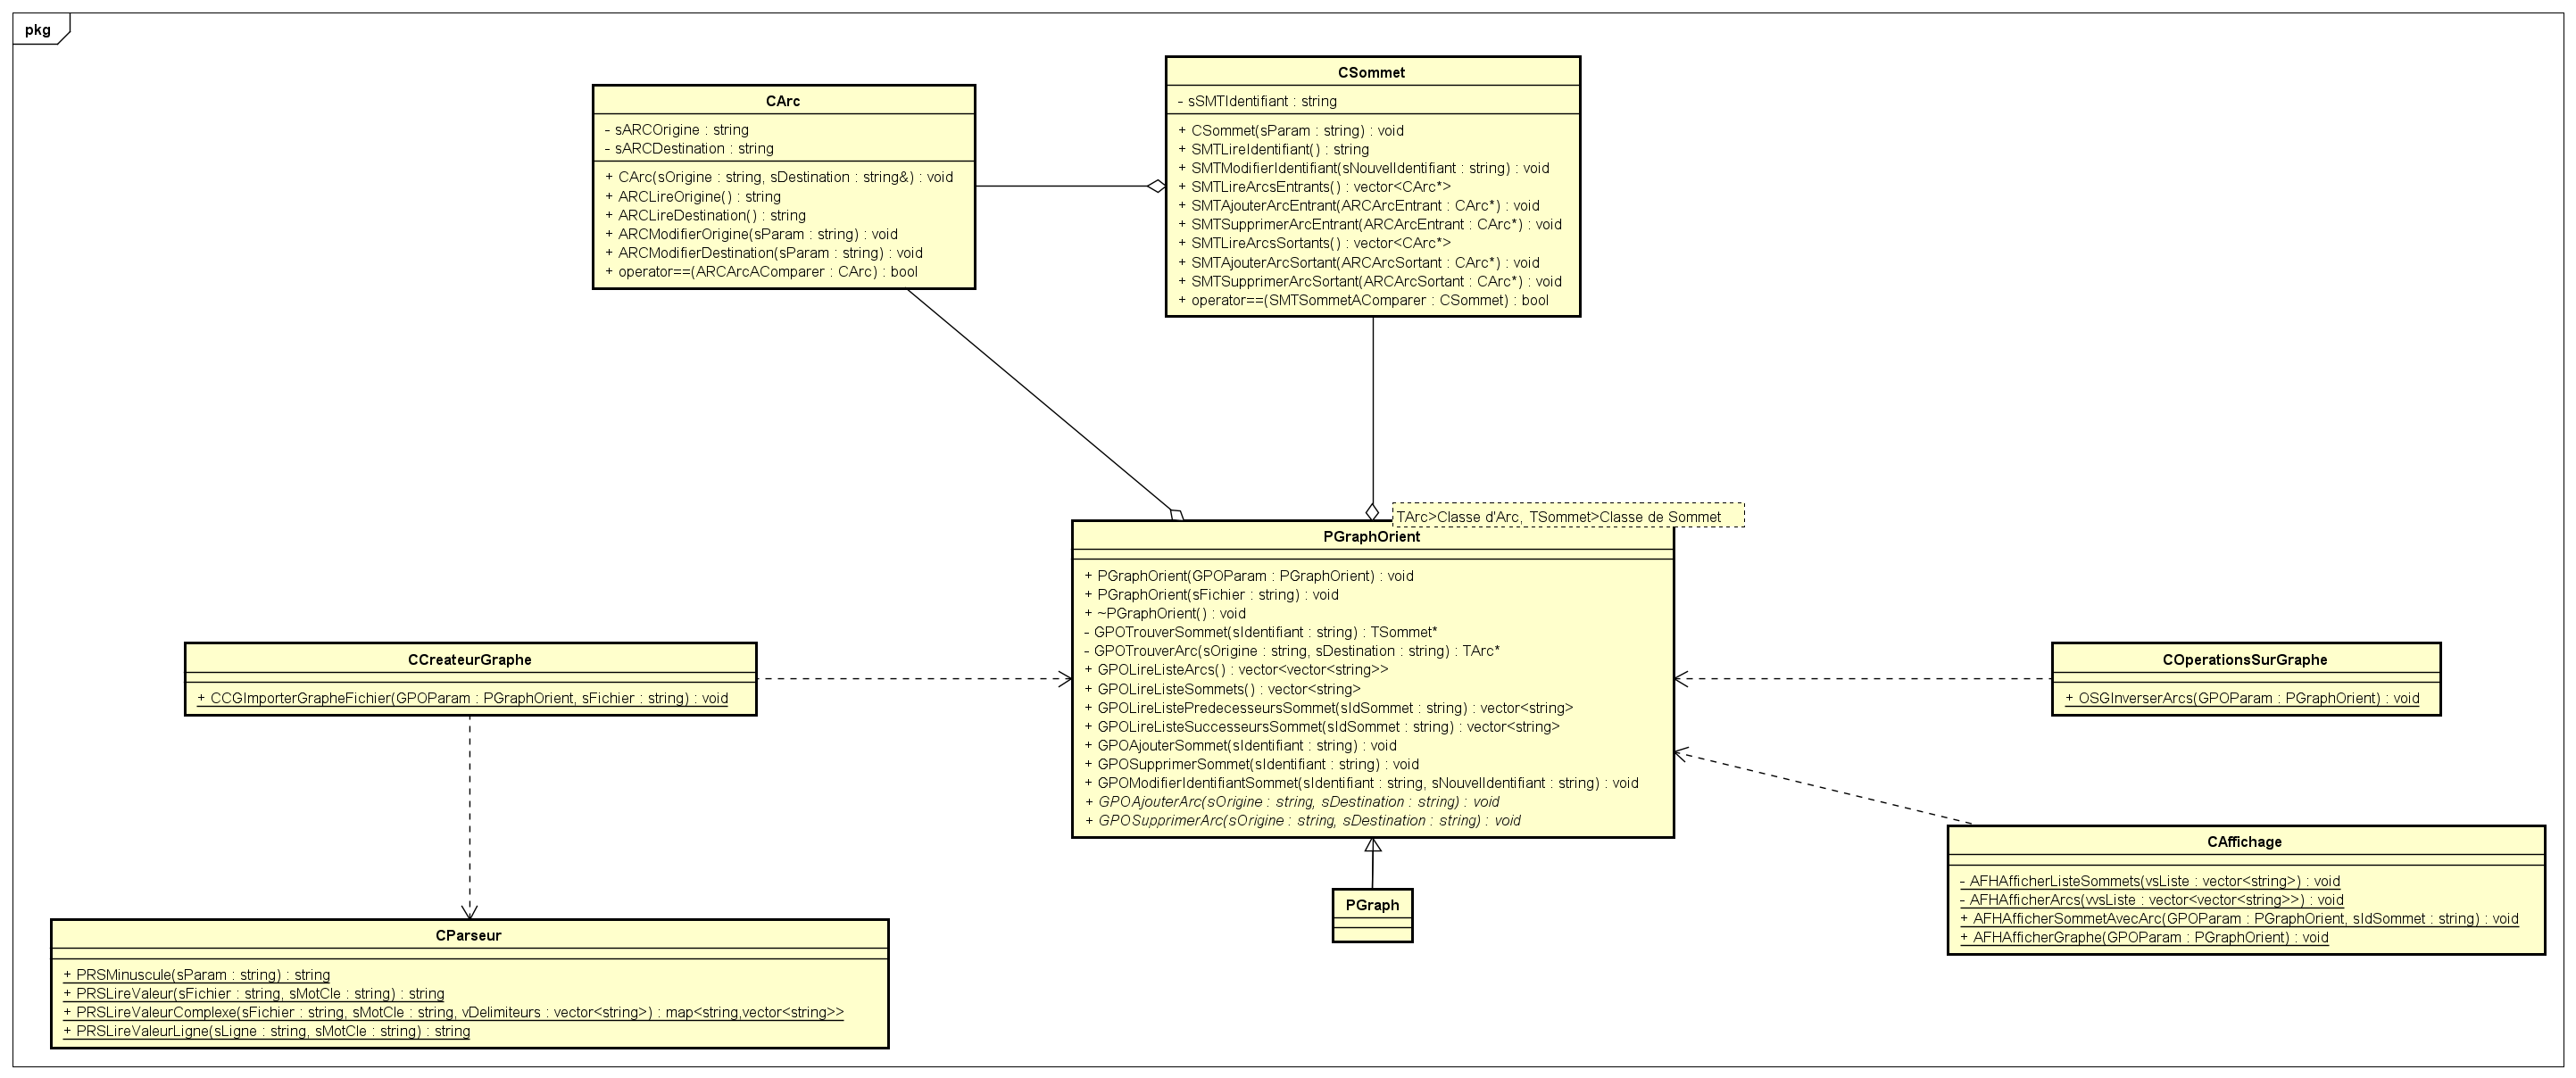 pkg
CArc
- sARCOrigine : string
- sARCDestination : string
+ CArc(sOrigine : string, sDestination : string&) : void
+ ARCLireOrigine() : string
+ ARCLireDestination() : string
+ ARCModifierOrigine(sParam : string) : void
+ ARCModifierDestination(sParam : string) : void
+ operator==(ARCArcAComparer : CArc) : bool
CSommet
- sSMTIdentifiant : string
+ CSommet(sParam : string) : void
+ SMTLireIdentifiant() : string
+ SMTModifierIdentifiant(sNouvelIdentifiant : string) : void
+ SMTLireArcsEntrants() : vector<CArc*>
+ SMTAjouterArcEntrant(ARCArcEntrant : CArc*) : void
+ SMTSupprimerArcEntrant(ARCArcEntrant : CArc*) : void
+ SMTLireArcsSortants() : vector<CArc*>
+ SMTAjouterArcSortant(ARCArcSortant : CArc*) : void
+ SMTSupprimerArcSortant(ARCArcSortant : CArc*) : void
+ operator==(SMTSommetAComparer : CSommet) : bool
TArc>Classe d'Arc, TSommet>Classe de Sommet
PGraphOrient
+ PGraphOrient(GPOParam : PGraphOrient) : void
+ PGraphOrient(sFichier : string) : void
+ ~PGraphOrient() : void
- GPOTrouverSommet(sIdentifiant : string) : TSommet*
- GPOTrouverArc(sOrigine : string, sDestination : string) : TArc*
+ GPOLireListeArcs() : vector<vector<string>>
+ GPOLireListeSommets() : vector<string>
+ GPOLireListePredecesseursSommet(sIdSommet : string) : vector<string>
+ GPOLireListeSuccesseursSommet(sIdSommet : string) : vector<string>
+ GPOAjouterSommet(sIdentifiant : string) : void
+ GPOSupprimerSommet(sIdentifiant : string) : void
+ GPOModifierIdentifiantSommet(sIdentifiant : string, sNouvelIdentifiant : string) : void
+ GPOAjouterArc(sOrigine : string, sDestination : string) : void
+ GPOSupprimerArc(sOrigine : string, sDestination : string) : void
CCreateurGraphe
+ CCGImporterGrapheFichier(GPOParam : PGraphOrient, sFichier : string) : void
COperationsSurGraphe
+ OSGInverserArcs(GPOParam : PGraphOrient) : void
CAffichage
- AFHAfficherListeSommets(vsListe : vector<string>) : void
- AFHAfficherArcs(vvsListe : vector<vector<string>>) : void
+ AFHAfficherSommetAvecArc(GPOParam : PGraphOrient, sIdSommet : string) : void
+ AFHAfficherGraphe(GPOParam : PGraphOrient) : void
PGraph
CParseur
+ PRSMinuscule(sParam : string) : string
+ PRSLireValeur(sFichier : string, sMotCle : string) : string
+ PRSLireValeurComplexe(sFichier : string, sMotCle : string, vDelimiteurs : vector<string>) : map<string,vector<string>>
+ PRSLireValeurLigne(sLigne : string, sMotCle : string) : string